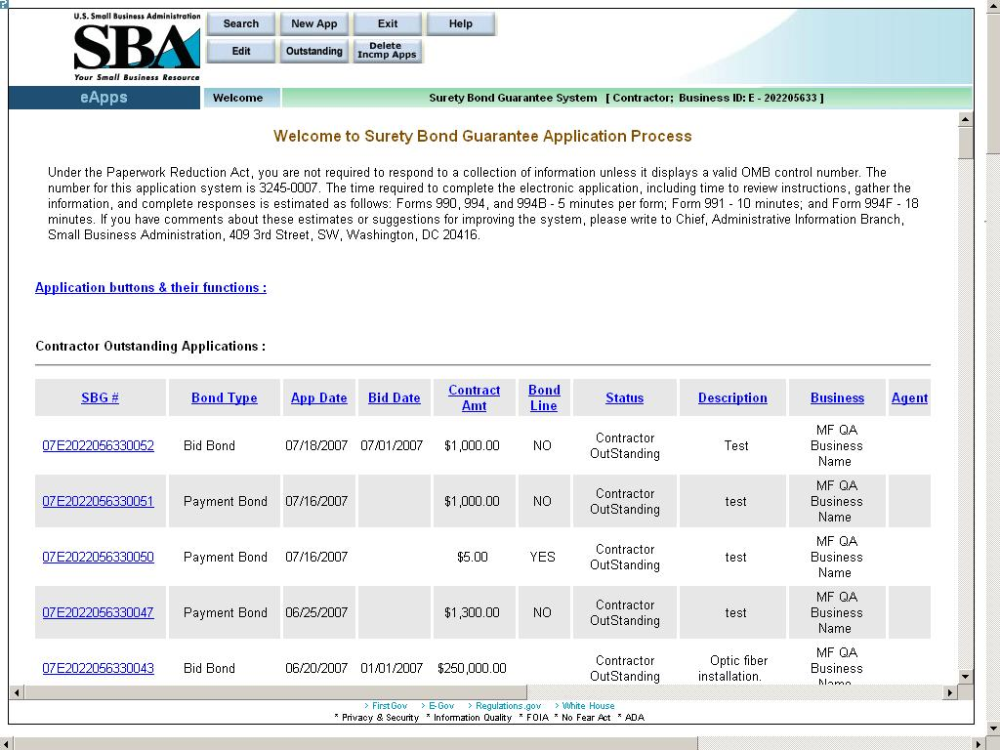 U.S. Small Business Administration
SBA
Your Small Business Resource
Search New App Exit Help
Edit Outstanding Delete Incmp Apps
eApps Welcome Surety Bond Guarantee System [ Contractor; Business ID: E - 202205633 ]
Welcome to Surety Bond Guarantee Application Process
Under the Paperwork Reduction Act, you are not required to respond to a collection of information unless it displays a valid OMB control number. The
number for this application system is 3245-0007. The time required to complete the electronic application, including time to review instructions, gather the
information, and complete responses is estimated as follows: Forms 990, 994, and 994B - 5 minutes per form; Form 991 - 10 minutes; and Form 994F - 18
minutes. If you have comments about these estimates or suggestions for improving the system, please write to Chief, Administrative Information Branch,
Small Business Administration, 409 3rd Street, SW, Washington, DC 20416.
Application buttons & their functions :
Contractor Outstanding Applications :
SBG # Bond Type App Date Bid Date Contract Amt Bond Line Status Description Business Agent
07E2022056330052 Bid Bond 07/18/2007 07/01/2007 $1,000.00 NO Contractor OutStanding Test MF QA Business Name
07E2022056330051 Payment Bond 07/16/2007 $1,000.00 NO Contractor OutStanding test MF QA Business Name
07E2022056330050 Payment Bond 07/16/2007 $5.00 YES Contractor OutStanding test MF QA Business Name
07E2022056330047 Payment Bond 06/25/2007 $1,300.00 NO Contractor OutStanding test MF QA Business Name
07E2022056330043 Bid Bond 06/20/2007 01/01/2007 $250,000.00 Contractor OutStanding Optic fiber installation. MF QA Business Name
> FirstGov > E-Gov > Regulations.gov > White House
* Privacy & Security * Information Quality * FOIA * No Fear Act * ADA